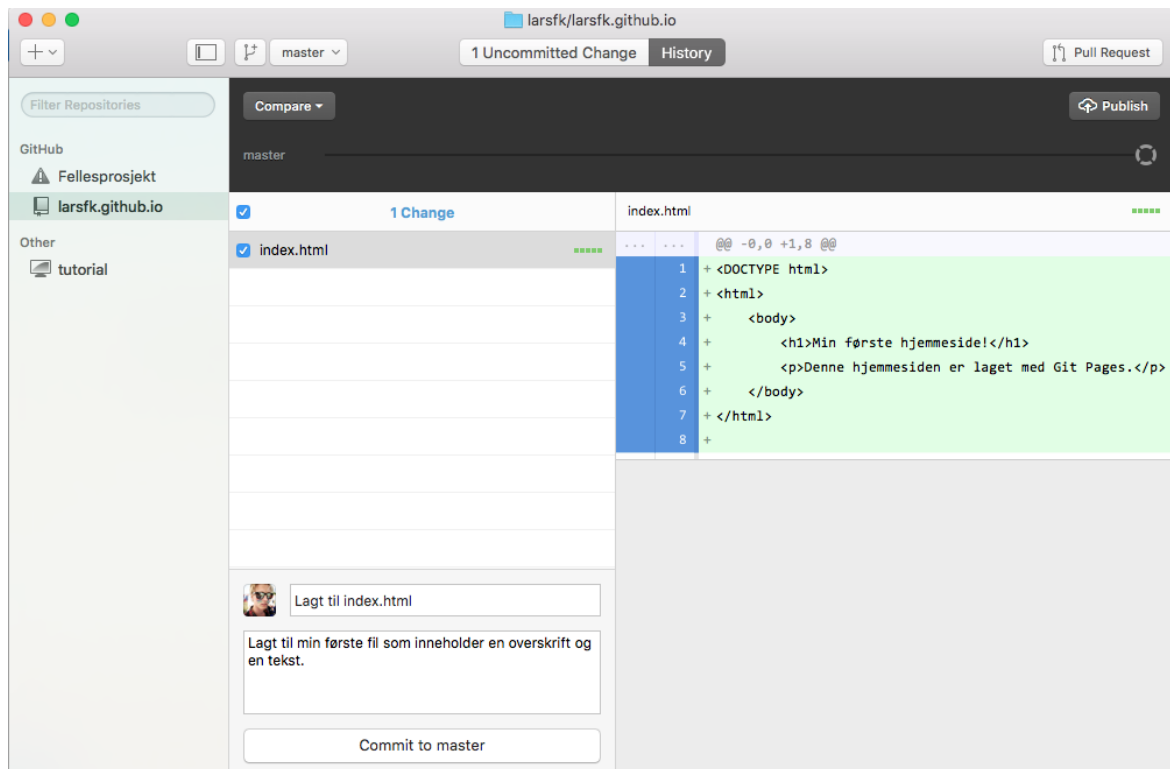 larsfk/larsfk.github.io
master
1 Uncommitted Change
History
Pull Request
Filter Repositories
GitHub
Fellesprosjekt
larsfk.github.io
Other
tutorial
Compare
Publish
master
1 Change
index.html
index.html
... ... @@ -0,0 +1,8 @@
1 + <DOCTYPE html>
2 + <html>
3 +     <body>
4 +         <h1>Min første hjemmeside!</h1>
5 +         <p>Denne hjemmesiden er laget med Git Pages.</p>
6 +     </body>
7 + </html>
8 +
Lagt til index.html
Lagt til min første fil som inneholder en overskrift og
en tekst.
Commit to master